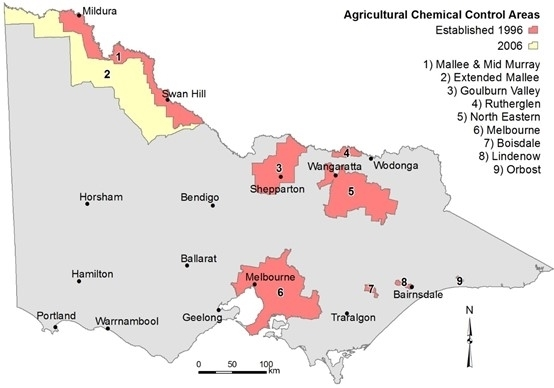 Agricultural Chemical Control Areas
Established 1996
2006
1) Mallee & Mid Murray
2) Extended Mallee
3) Goulburn Valley
4) Rutherglen
5) North Eastern
6) Melbourne
7) Boisdale
8) Lindenow
9) Orbost
Mildura
1
2
Swan Hill
4
Wangaratta
Wodonga
3
Shepparton
5
Horsham
Bendigo
Ballarat
Hamilton
Melbourne
6
7
8
9
Bairnsdale
Portland
Warrnambool
Geelong
Trafalgon
N
0 50 100
km